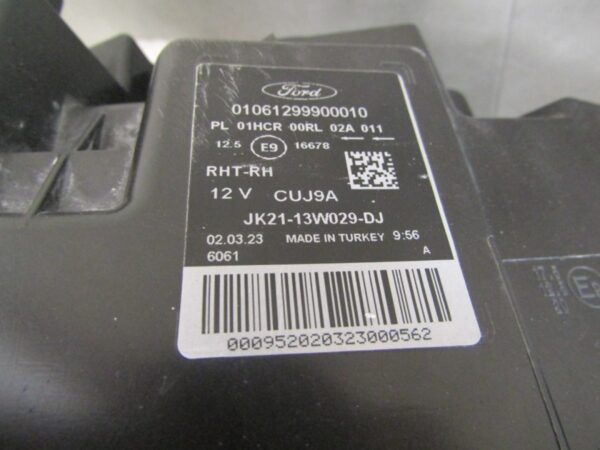 Ford
01061299900010
PL 01HCR 00RL 02A 011
12.5 E9 16678
RHT-RH
12 V CUJ9A
JK21-13W029-DJ
02.03.23 MADE IN TURKEY 9:56
6061 A
000952020323000562